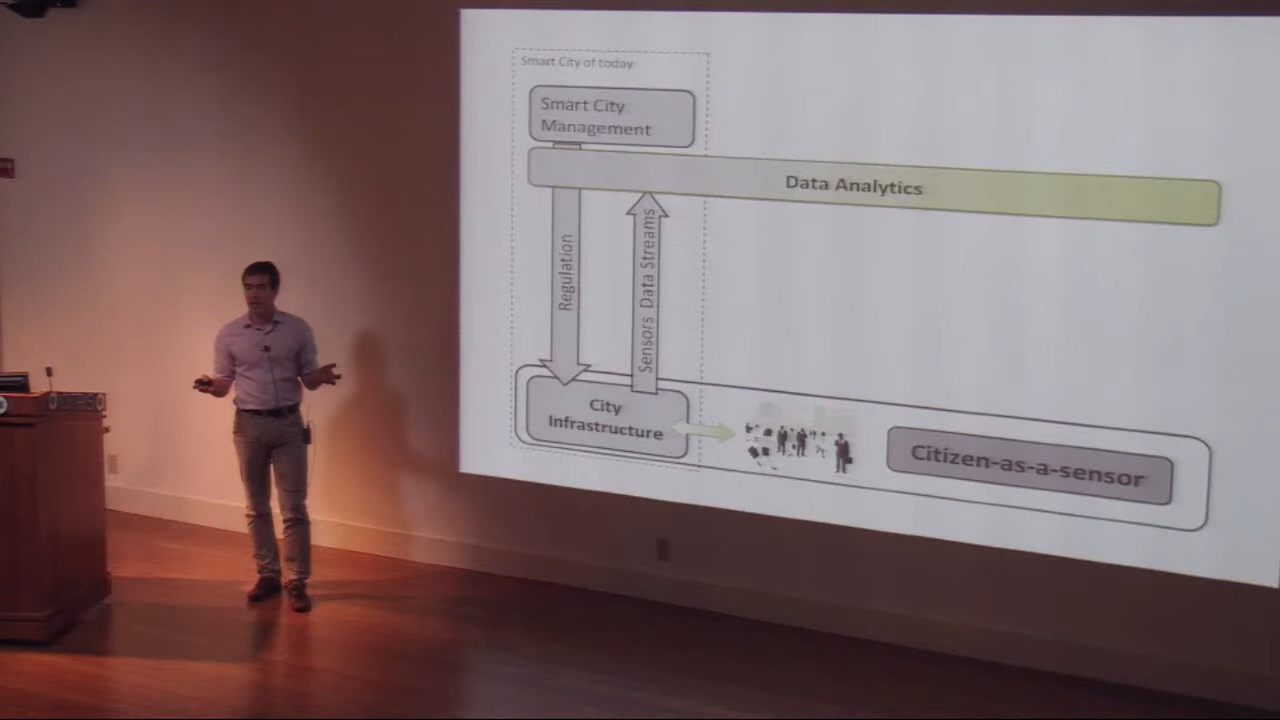 Smart City of today
Smart City
Management
Data Analytics
Regulation
Sensors Data Streams
City
Infrastructure
Citizen-as-a-sensor